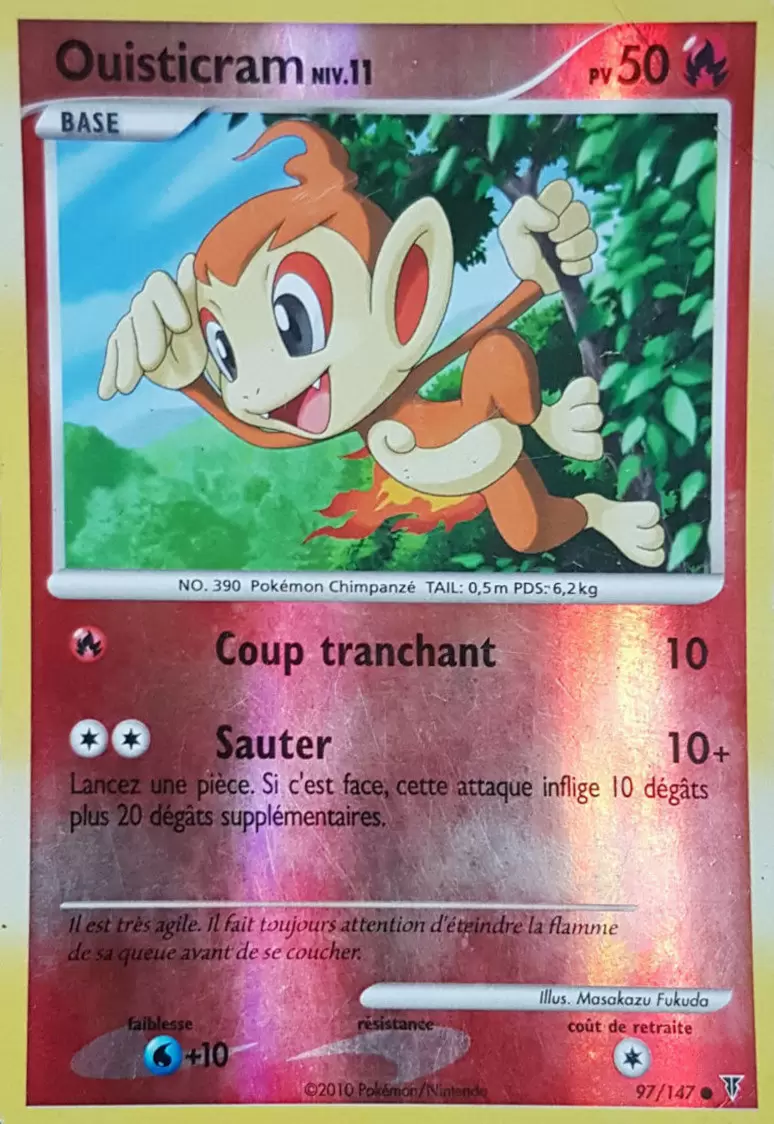 Ouisticram NIV.11 PV 50
BASE
NO. 390 Pokémon Chimpanzé TAIL: 0,5m PDS: 6,2kg
Coup tranchant 10
Sauter 10+
Lancez une pièce. Si c'est face, cette attaque inflige 10 dégâts
plus 20 dégâts supplémentaires.
Il est très agile. Il fait toujours attention d'éteindre la flamme
de sa queue avant de se coucher.
Illus. Masakazu Fukuda
faiblesse résistance coût de retraite
+10
©2010 Pokémon/Nintendo 97/147